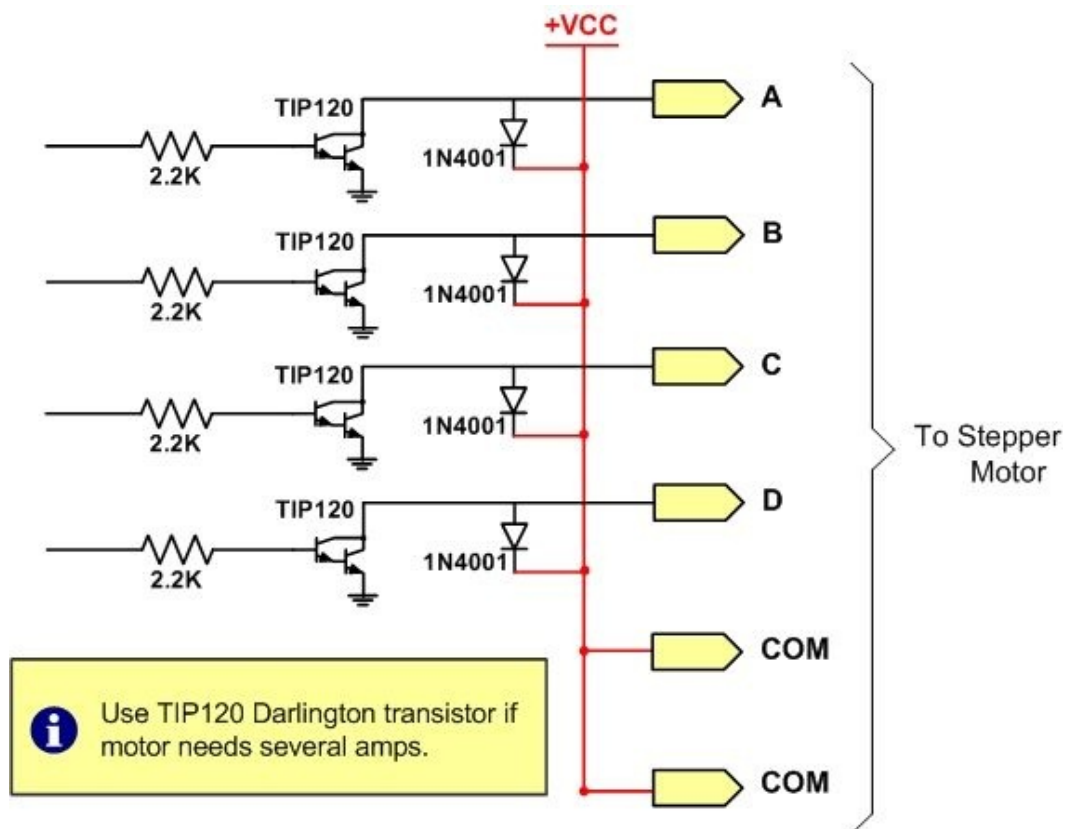 +VCC
TIP120
A
1N4001
2.2K
TIP120
B
1N4001
2.2K
TIP120
C
1N4001
2.2K
To Stepper
Motor
TIP120
D
1N4001
2.2K
COM
i
Use TIP120 Darlington transistor if
motor needs several amps.
COM